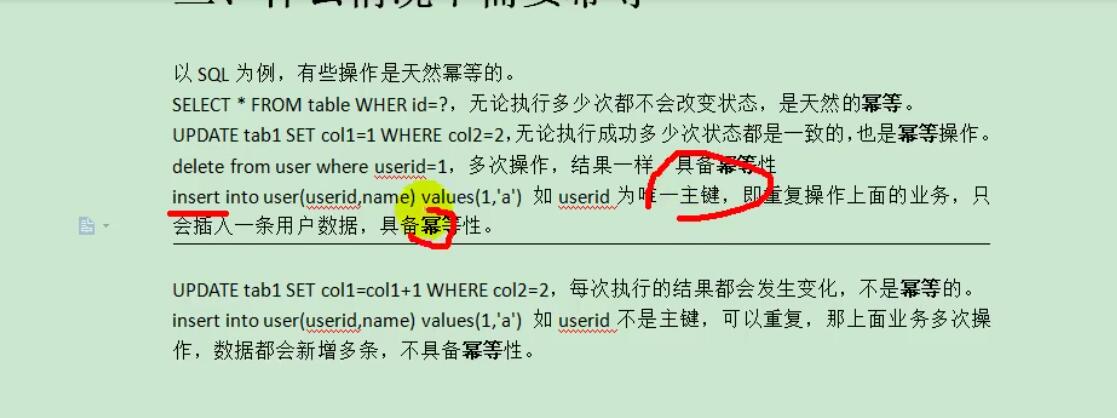 二、什么情况下需要幂等
以 SQL 为例，有些操作是天然幂等的。
SELECT * FROM table WHER id=?，无论执行多少次都不会改变状态，是天然的幂等。
UPDATE tab1 SET col1=1 WHERE col2=2，无论执行成功多少次状态都是一致的，也是幂等操作。
delete from user where userid=1，多次操作，结果一样，具备幂等性
insert into user(userid,name) values(1,'a') 如 userid 为唯一主键，即重复操作上面的业务，只
会插入一条用户数据，具备幂等性。
UPDATE tab1 SET col1=col1+1 WHERE col2=2，每次执行的结果都会发生变化，不是幂等的。
insert into user(userid,name) values(1,'a') 如 userid 不是主键，可以重复，那上面业务多次操
作，数据都会新增多条，不具备幂等性。